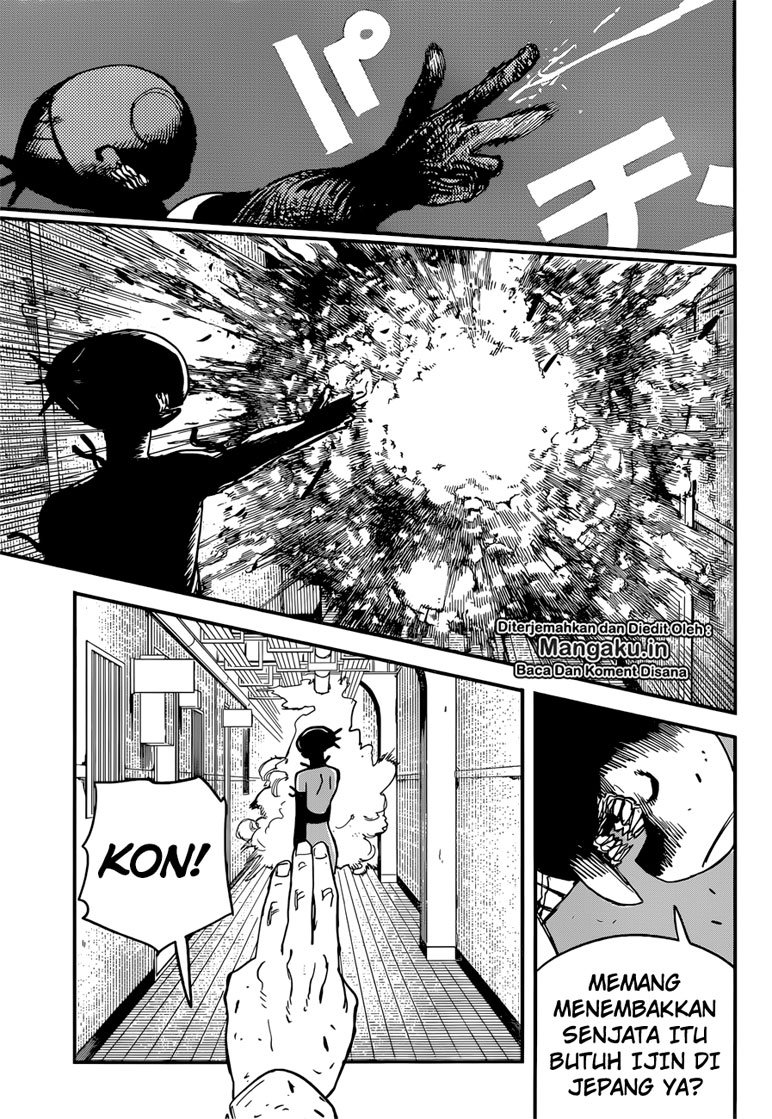 パチン
Diterjemahkan dan Diedit Oleh :
Mangaku.in
Baca Dan Koment Disana
MEMANG
MENEMBAKKAN
SENJATA ITU
BUTUH IJIN DI
JEPANG YA?
KON!